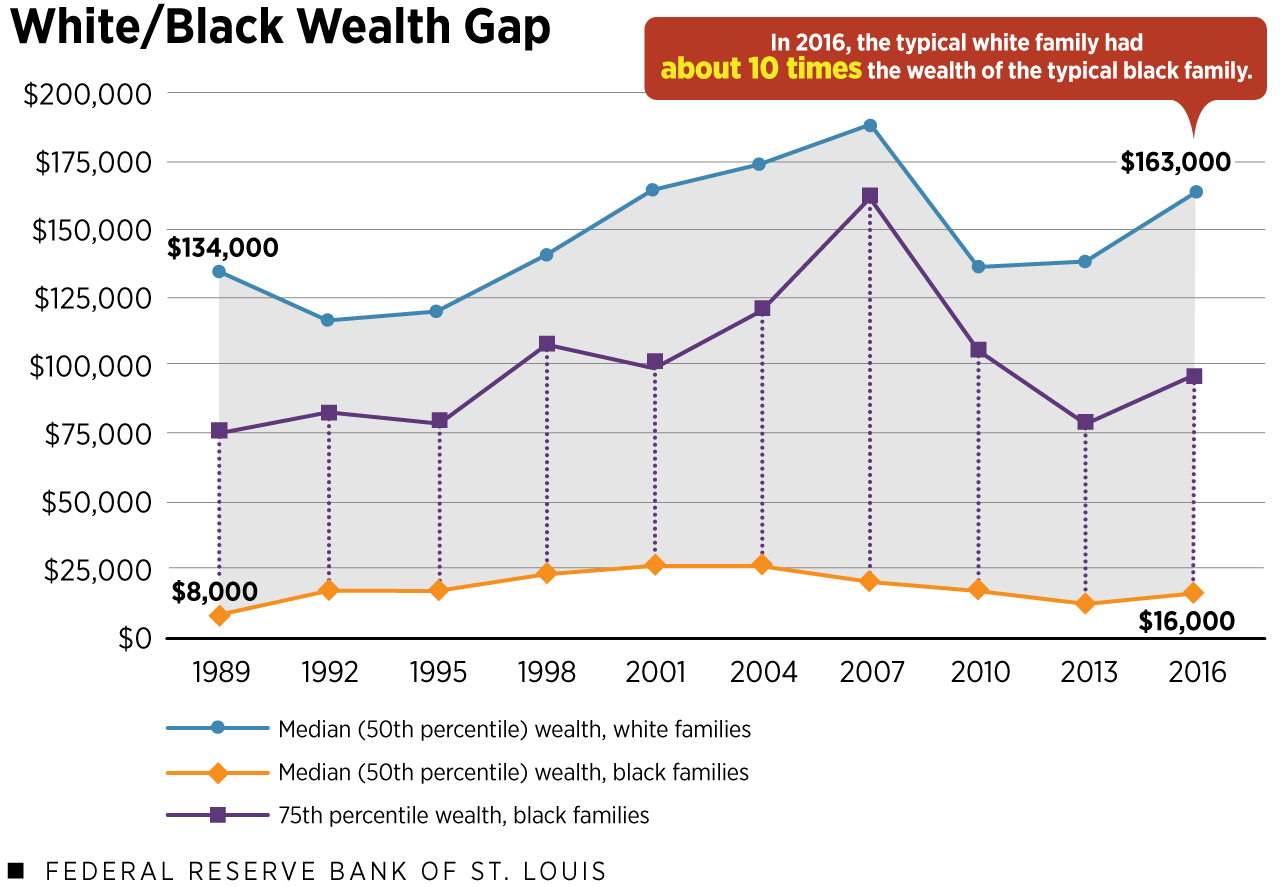 White/Black Wealth Gap
In 2016, the typical white family had
about 10 times the wealth of the typical black family.
$200,000
$175,000
$150,000
$125,000
$100,000
$75,000
$50,000
$25,000
$0
$134,000
$163,000
$8,000
$16,000
1989 1992 1995 1998 2001 2004 2007 2010 2013 2016
Median (50th percentile) wealth, white families
Median (50th percentile) wealth, black families
75th percentile wealth, black families
FEDERAL RESERVE BANK OF ST. LOUIS